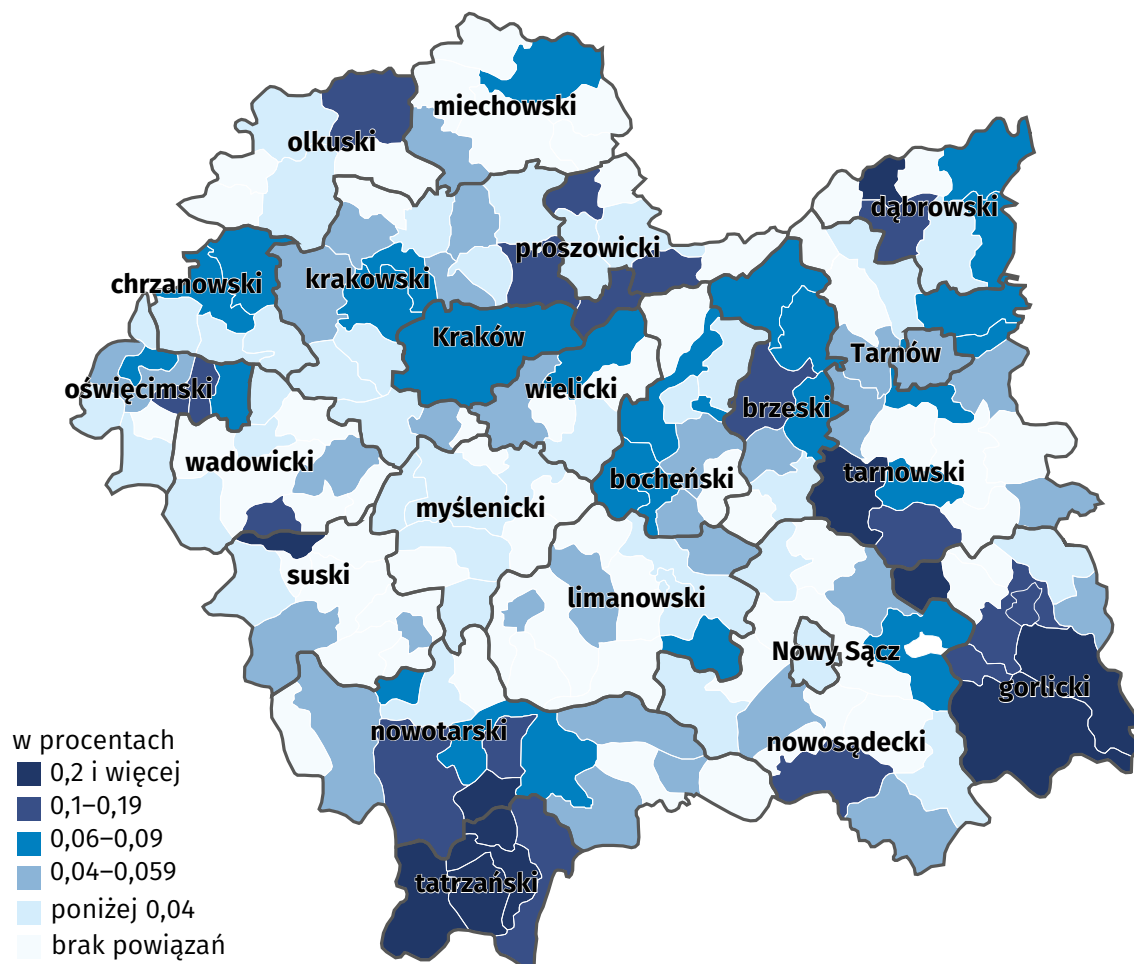 miechowski
olkuski
dąbrowski
proszowicki
chrzanowski
krakowski
Kraków
Tarnów
oświęcimski
wielicki
brzeski
wadowicki
bocheński
tarnowski
myślenicki
suski
limanowski
Nowy Sącz
gorlicki
nowotarski
nowosądecki
tatrzański
w procentach
0,2 i więcej
0,1–0,19
0,06–0,09
0,04–0,059
poniżej 0,04
brak powiązań